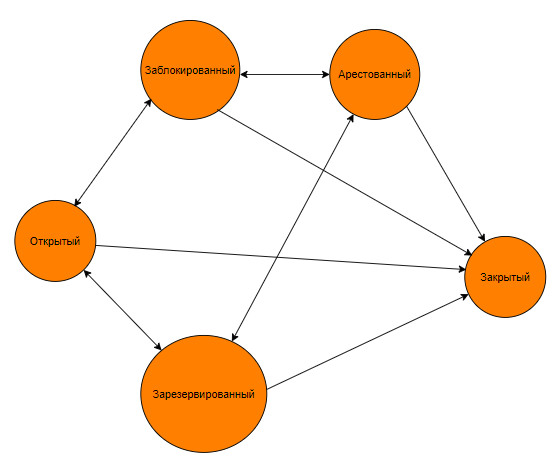 Заблокированный
Арестованный
Открытый
Закрытый
Зарезервированный